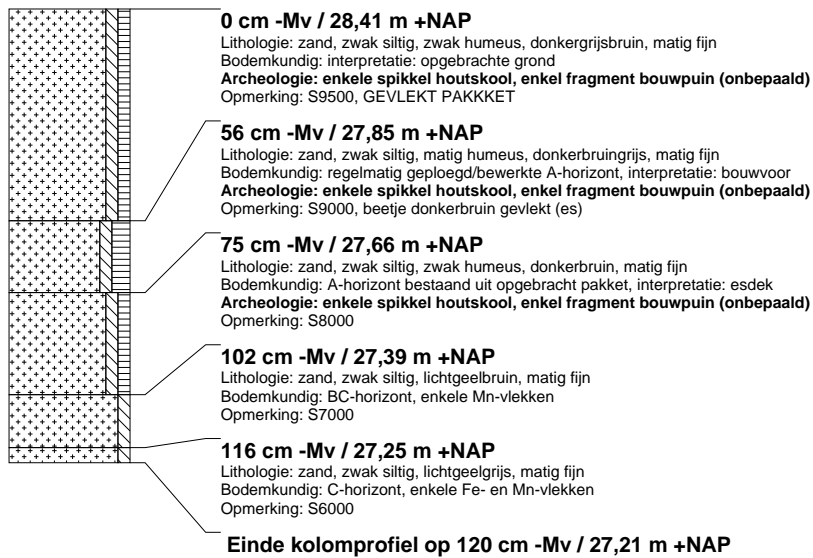 0 cm -Mv / 28,41 m +NAP
Lithologie: zand, zwak siltig, zwak humeus, donkergrijsbruin, matig fijn
Bodemkundig: interpretatie: opgebrachte grond
Archeologie: enkele spikkel houtskool, enkel fragment bouwpuin (onbepaald)
Opmerking: S9500, GEVLEKT PAKKKET
56 cm -Mv / 27,85 m +NAP
Lithologie: zand, zwak siltig, matig humeus, donkerbruingrijs, matig fijn
Bodemkundig: regelmatig geploegd/bewerkte A-horizont, interpretatie: bouwvoor
Archeologie: enkele spikkel houtskool, enkel fragment bouwpuin (onbepaald)
Opmerking: S9000, beetje donkerbruin gevlekt (es)
75 cm -Mv / 27,66 m +NAP
Lithologie: zand, zwak siltig, zwak humeus, donkerbruin, matig fijn
Bodemkundig: A-horizont bestaand uit opgebracht pakket, interpretatie: esdek
Archeologie: enkele spikkel houtskool, enkel fragment bouwpuin (onbepaald)
Opmerking: S8000
102 cm -Mv / 27,39 m +NAP
Lithologie: zand, zwak siltig, lichtgeelbruin, matig fijn
Bodemkundig: BC-horizont, enkele Mn-vlekken
Opmerking: S7000
116 cm -Mv / 27,25 m +NAP
Lithologie: zand, zwak siltig, lichtgeelgrijs, matig fijn
Bodemkundig: C-horizont, enkele Fe- en Mn-vlekken
Opmerking: S6000
Einde kolomprofiel op 120 cm -Mv / 27,21 m +NAP